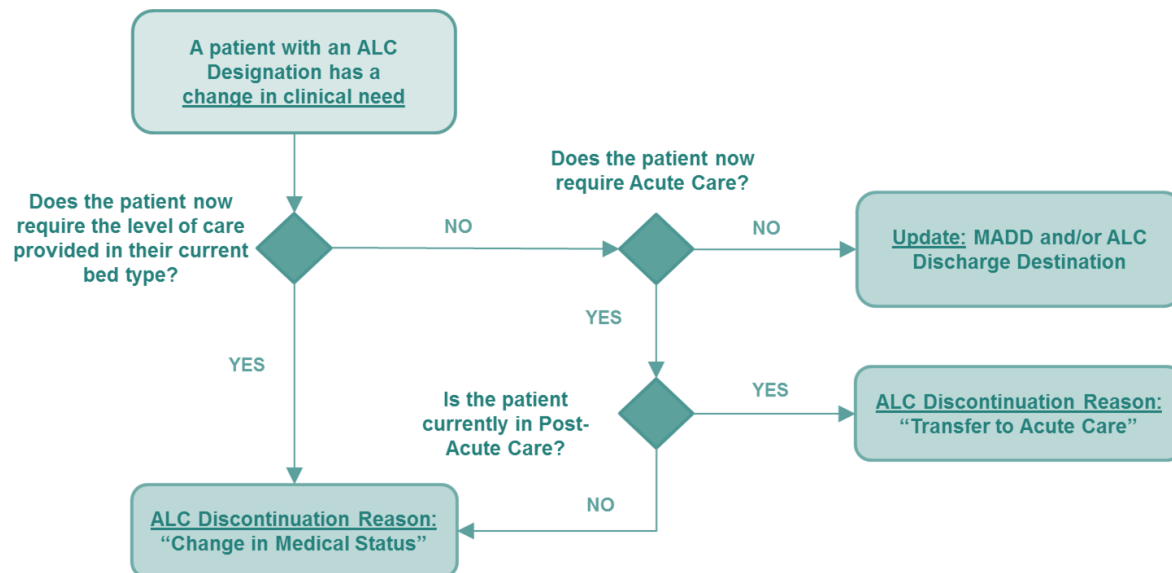 A patient with an ALC
Designation has a
change in clinical need
Does the patient now
require the level of care
provided in their current
bed type?
NO
Does the patient now
require Acute Care?
NO
Update: MADD and/or ALC
Discharge Destination
YES
YES
Is the patient
currently in Post-
Acute Care?
YES
ALC Discontinuation Reason:
“Transfer to Acute Care”
NO
ALC Discontinuation Reason:
“Change in Medical Status”